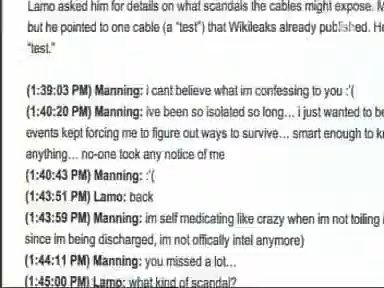 Lamo asked him for details on what scandals the cables might expose. M
but he pointed to one cable (a "test") that Wikileaks already published. He
"test."
(1:39:03 PM) Manning: i cant believe what im confessing to you :'(
(1:40:20 PM) Manning: ive been so isolated so long... i just wanted to be
events kept forcing me to figure out ways to survive... smart enough to k
anything... no-one took any notice of me
(1:40:43 PM) Manning: :'(
(1:43:51 PM) Lamo: back
(1:43:59 PM) Manning: im self medicating like crazy when im not toiling
since im being discharged, im not offically intel anymore)
(1:44:11 PM) Manning: you missed a lot...
(1:45:00 PM) Lamo: what kind of scandal?